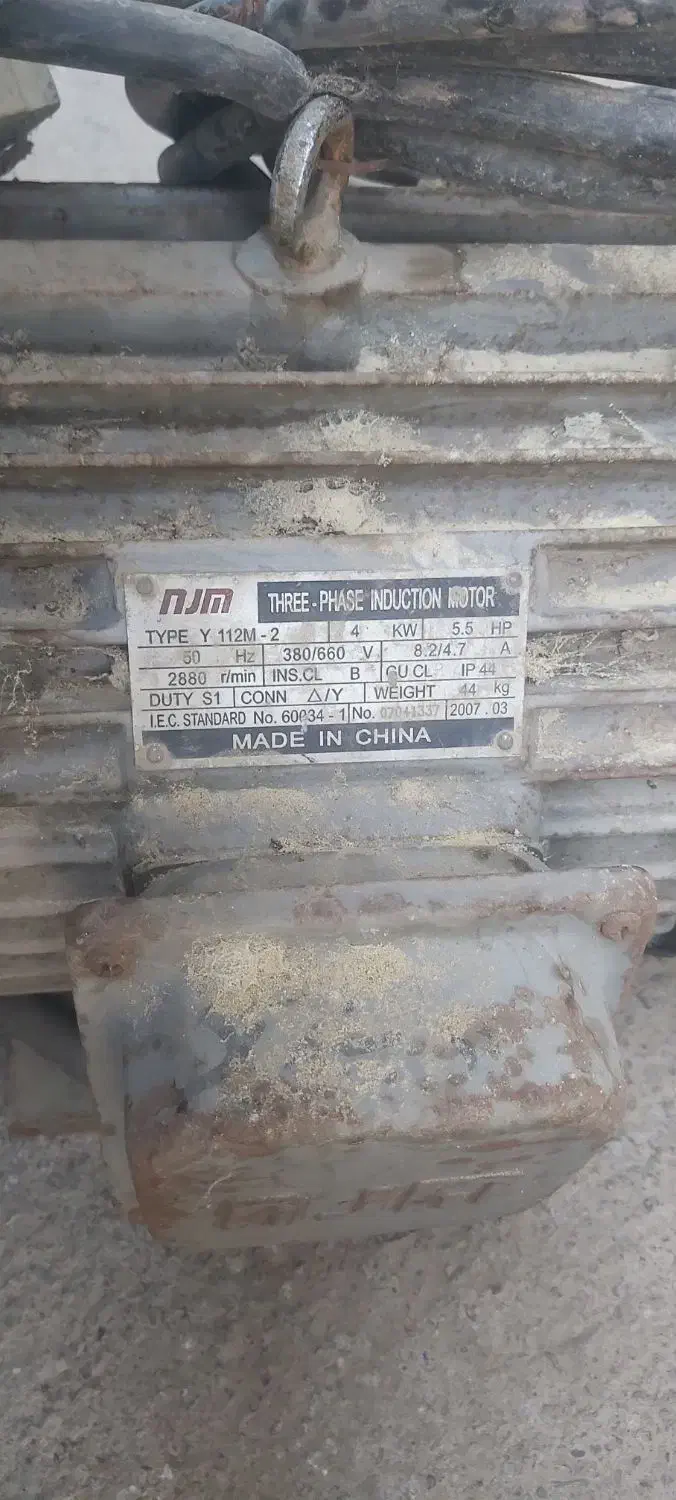 NJM THREE-PHASE INDUCTION MOTOR
TYPE Y 112M-2 4 KW 5.5 HP
50 Hz 380/660 V 8.2/4.7 A
2880 r/min INS.CL B GU CL IP 44
DUTY S1 CONN △/Y WEIGHT 44 kg
I.E.C. STANDARD No. 60034-1 No. 07041337 2007.03
MADE IN CHINA